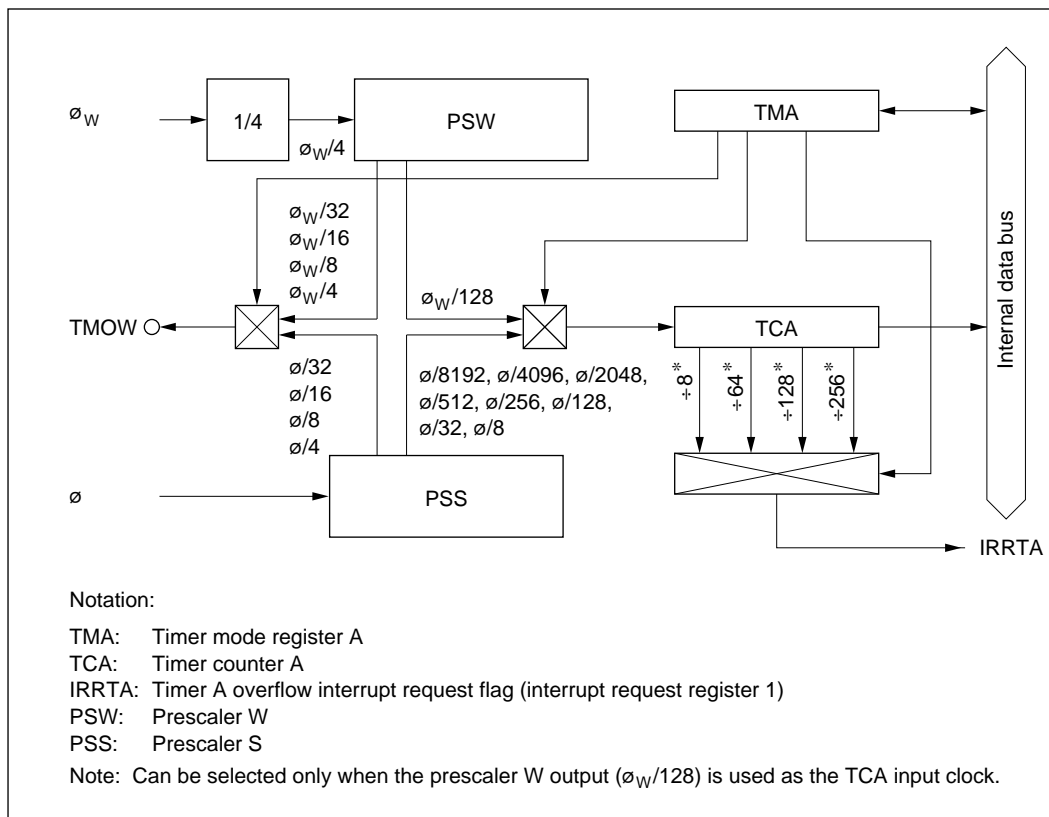 øW
1/4
øW/4
PSW
TMA
Internal data bus
øW/32
øW/16
øW/8
øW/4
øW/128
TMOW
TCA
ø/32
ø/16
ø/8
ø/4
ø/8192, ø/4096, ø/2048,
ø/512, ø/256, ø/128,
ø/32, ø/8
÷8*
÷64*
÷128*
÷256*
ø
PSS
IRRTA
Notation:
TMA: Timer mode register A
TCA: Timer counter A
IRRTA: Timer A overflow interrupt request flag (interrupt request register 1)
PSW: Prescaler W
PSS: Prescaler S
Note: Can be selected only when the prescaler W output (øW/128) is used as the TCA input clock.